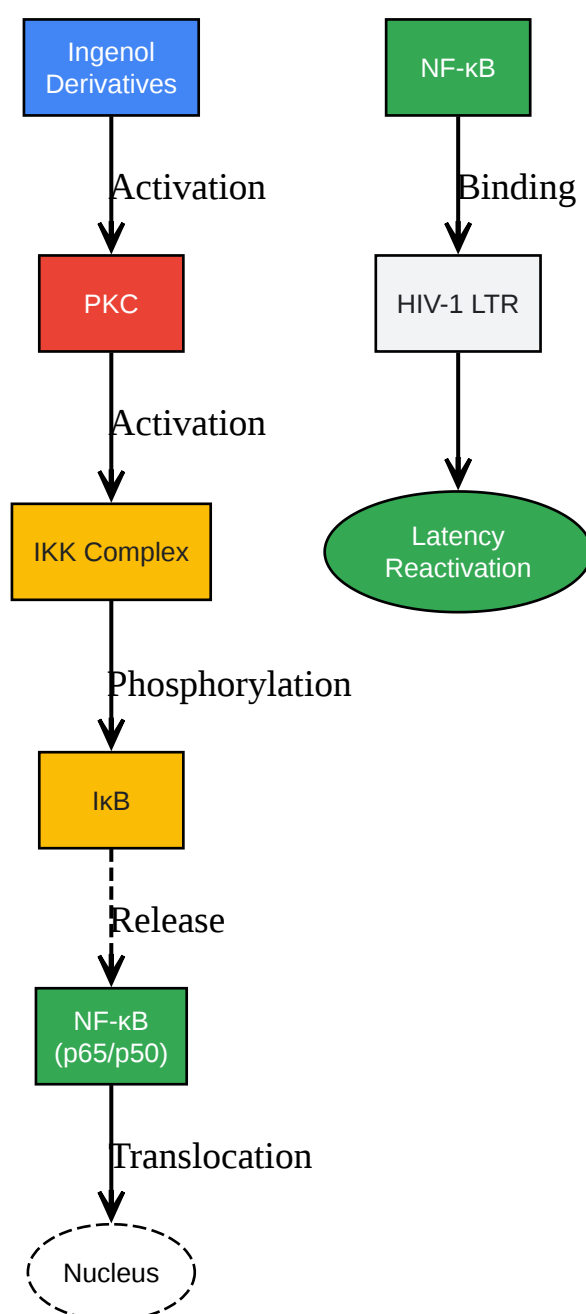 Ingenol
Derivatives
Activation
PKC
Activation
IKK Complex
Phosphorylation
IκB
Release
NF-κB
(p65/p50)
Translocation
Nucleus
NF-κB
Binding
HIV-1 LTR
Latency
Reactivation